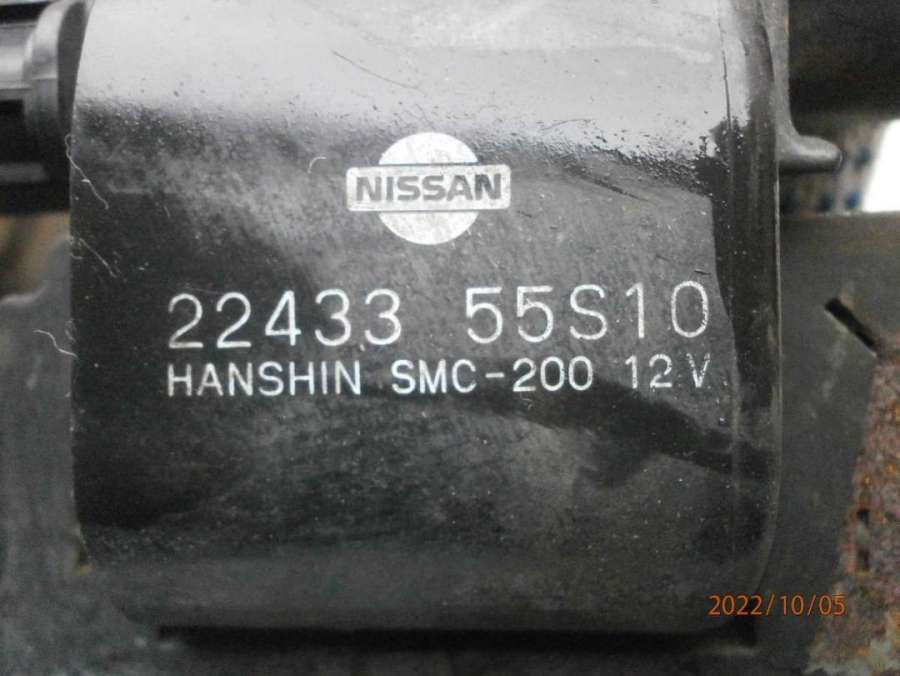 NISSAN
22433 55S10
HANSHIN SMC-200 12V
2022/10/05